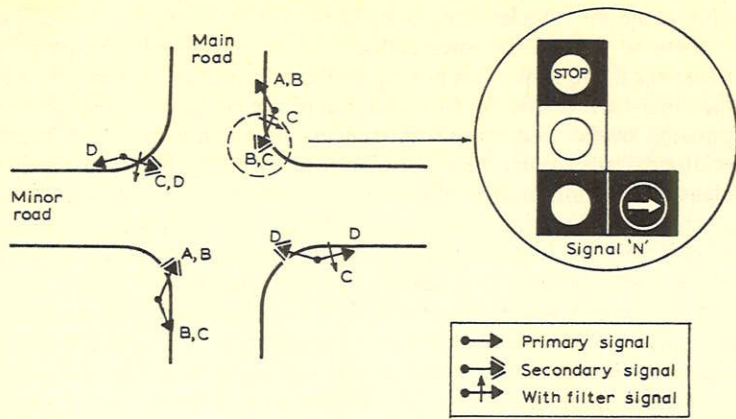 Main
road
A, B
C
B, C
D
C, D
Minor
road
A, B
B, C
D
D
C
STOP
Signal 'N'
Primary signal
Secondary signal
With filter signal